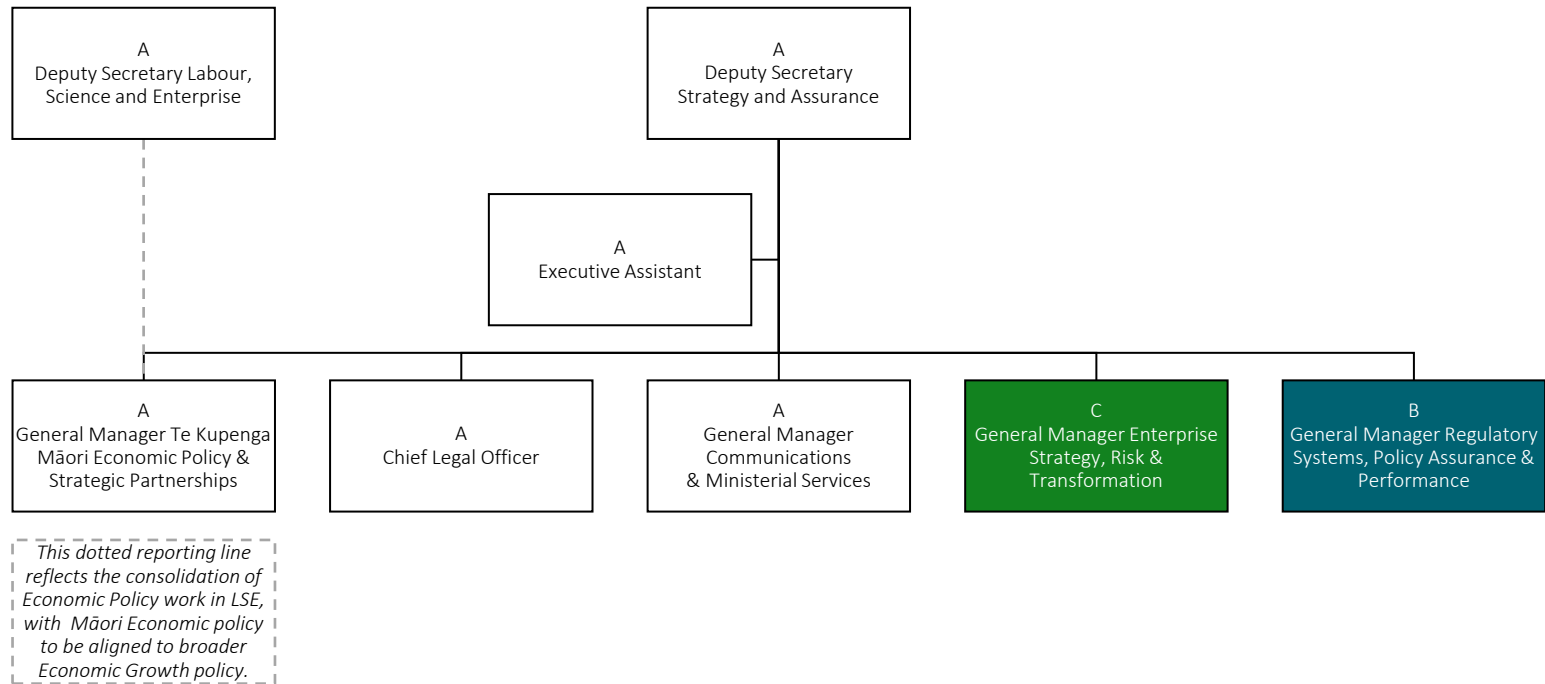 A
Deputy Secretary Labour,
Science and Enterprise
A
Deputy Secretary
Strategy and Assurance
A
Executive Assistant
A
General Manager Te Kupenga
Māori Economic Policy &
Strategic Partnerships
A
Chief Legal Officer
A
General Manager
Communications
& Ministerial Services
C
General Manager Enterprise
Strategy, Risk &
Transformation
B
General Manager Regulatory
Systems, Policy Assurance &
Performance
This dotted reporting line
reflects the consolidation of
Economic Policy work in LSE,
with Māori Economic policy
to be aligned to broader
Economic Growth policy.